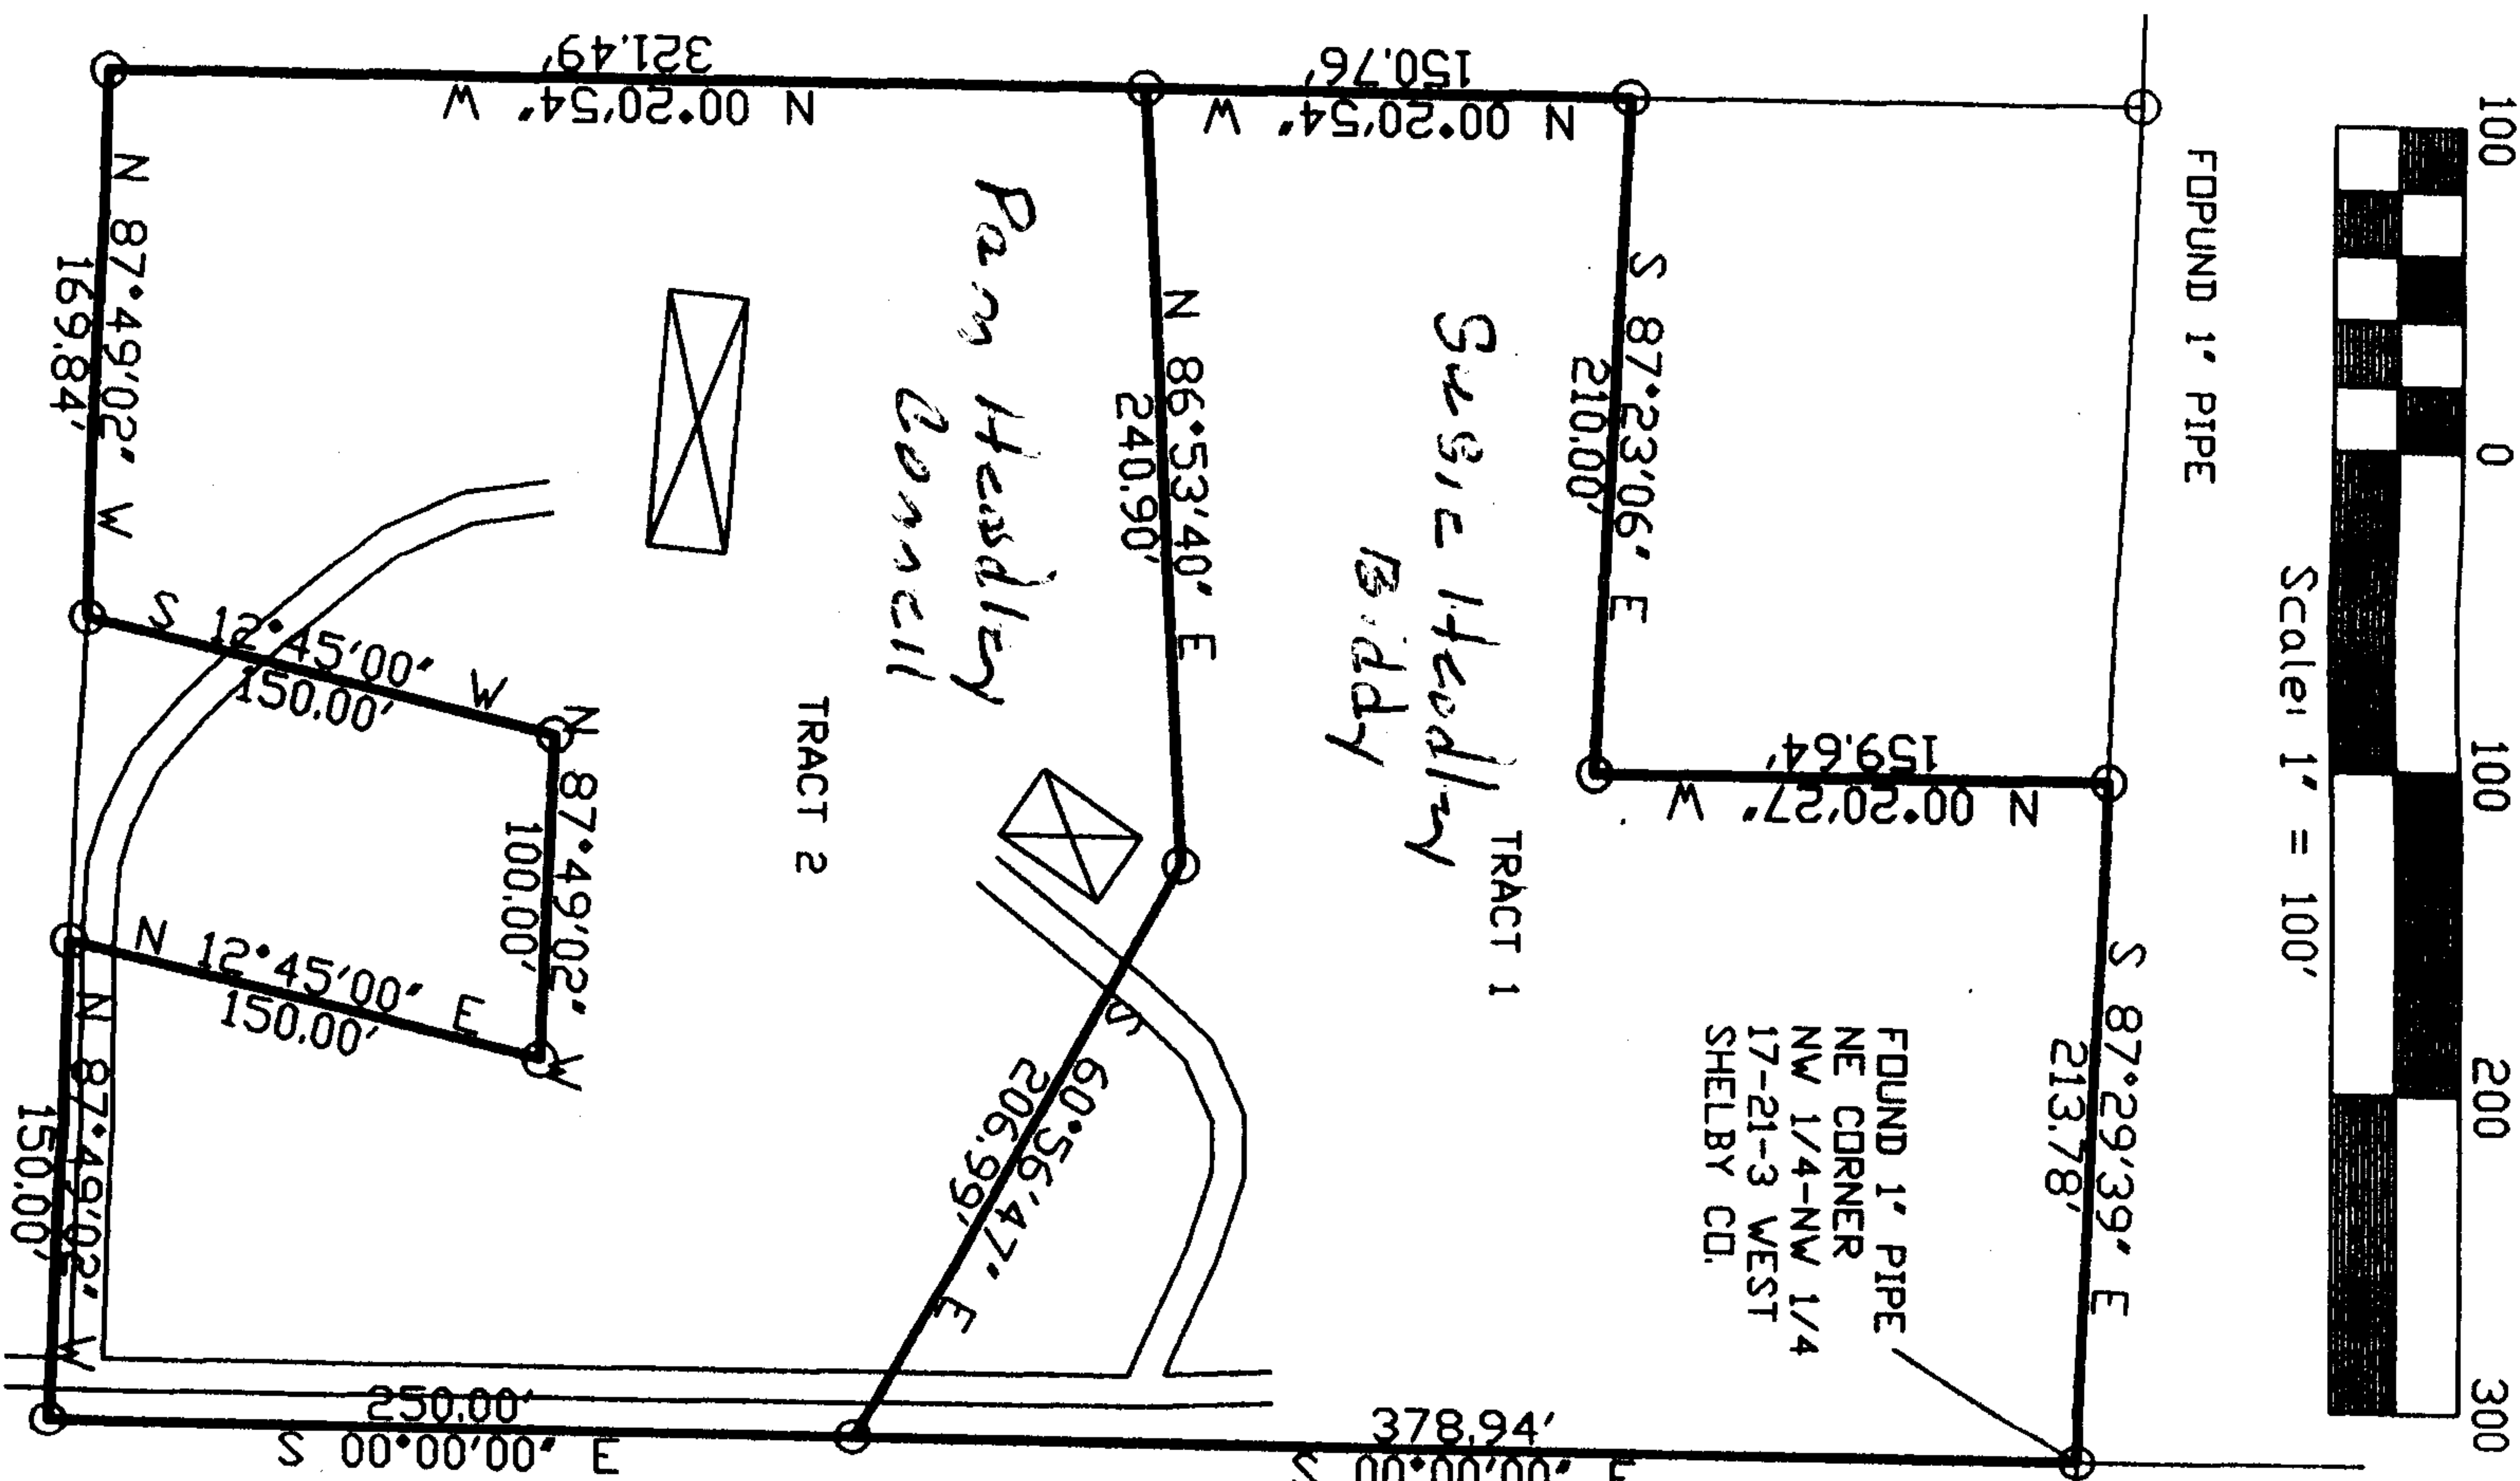 100 0 100 200 300
Scale: 1" = 100'
FOPUND 1" PIPE
S 87°29'39" E
213.78'
N 00°20'27" W
159.64'
FOUND 1" PIPE
NE CORNER
NW 1/4-NW 1/4
17-21-3 WEST
SHELBY CO.
S 87°23'06" E
210.00'
TRACT 1
Susie Headley
Biddy
N 00°20'54" W
150.76'
378.94'
S 00°00'00" E
N 86°53'40" E
240.90'
S 60°56'47" E
206.99'
Pam Headley
Connell
TRACT 2
N 00°20'54" W
321.49'
N 87°49'02" W
100.00'
S 12°45'00" W
150.00'
N 12°45'00" E
150.00'
250.00'
S 00°00'00" E
N 87°49'02" W
169.84'
N 87°49'02" W
150.00'